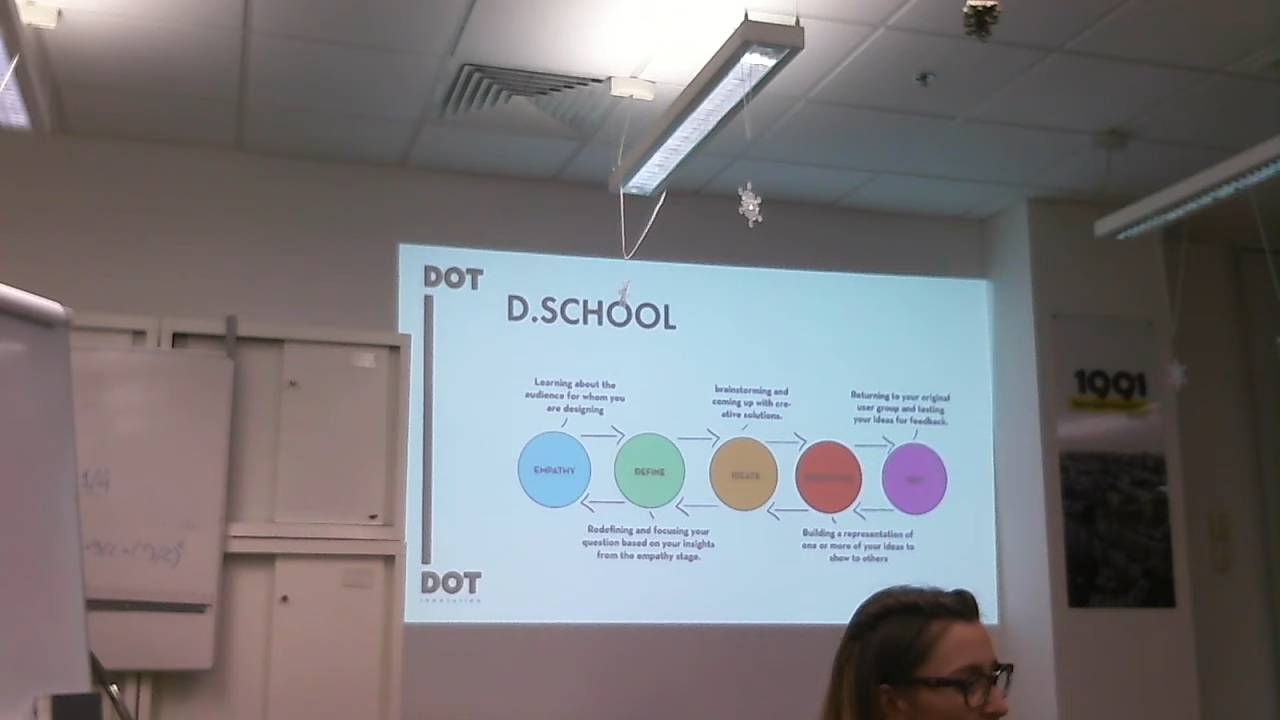 DOT
D.SCHOOL
Learning about the
audience for whom you
are designing
brainstorming and
coming up with cre-
ative solutions.
Returning to your original
user group and testing
your ideas for feedback.
EMPATHY
DEFINE
IDEATE
Redefining and focusing your
question based on your insights
from the empathy stage.
Building a representation of
one or more of your ideas to
show to others
DOT
1991
1/4